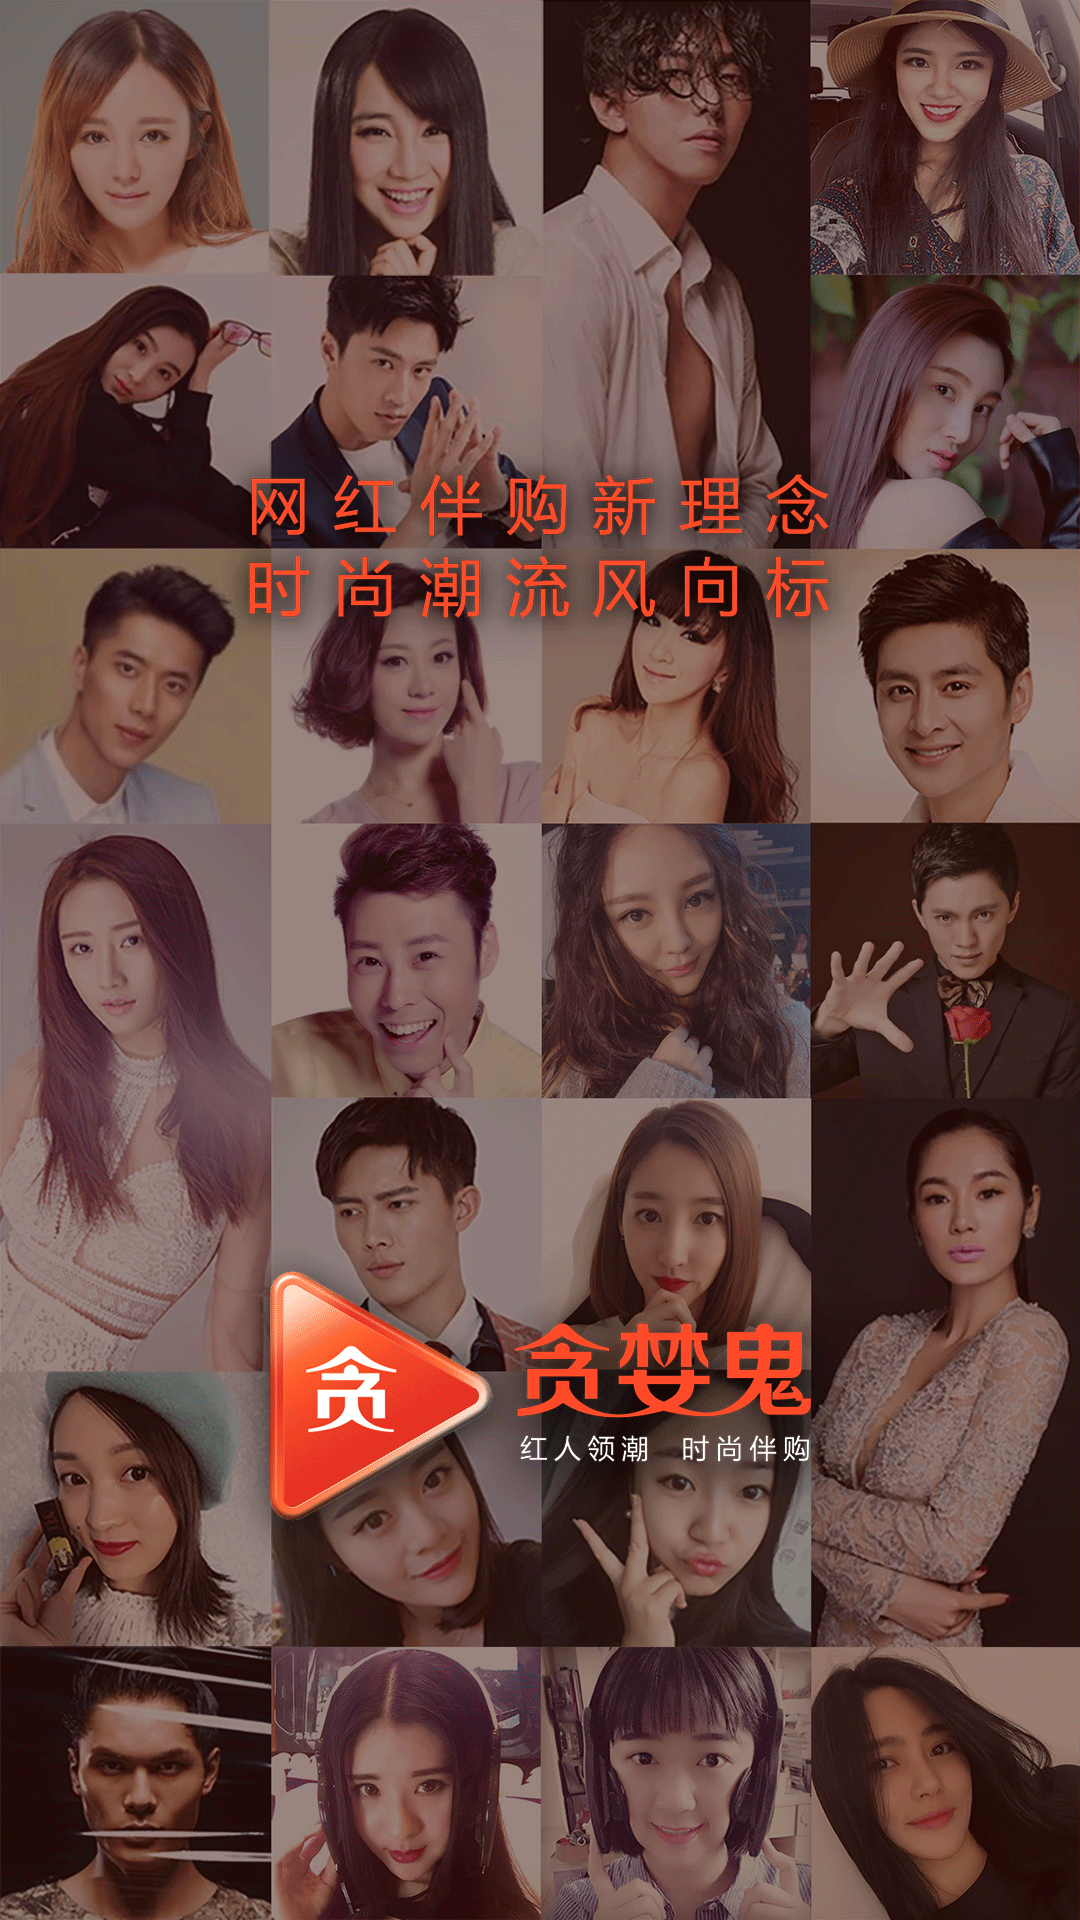 网红伴购新理念
时尚潮流风向标
贪
贪婪鬼
红人领潮 时尚伴购